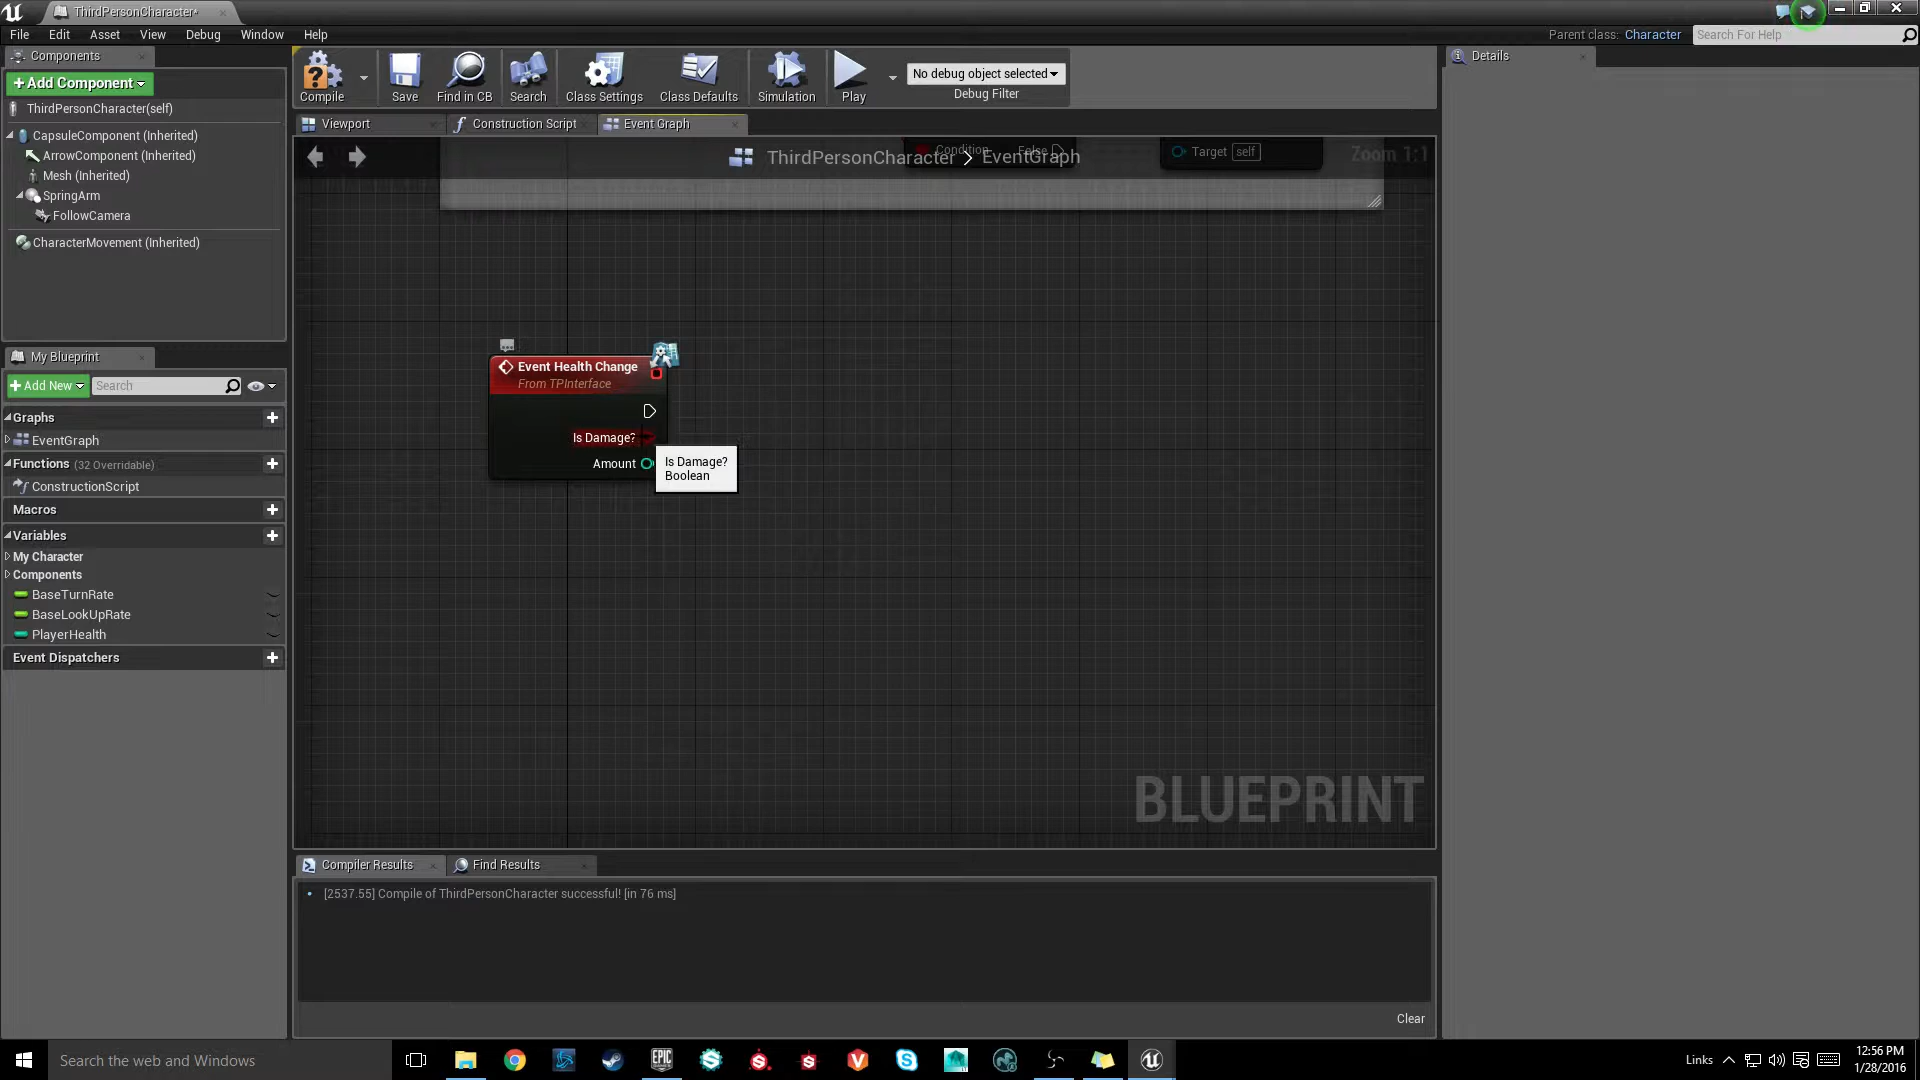 ThirdPersonCharacter*
File Edit Asset View Debug Window Help
Parent class: Character
Search For Help
Components
+Add Component
ThirdPersonCharacter(self)
CapsuleComponent (Inherited)
ArrowComponent (Inherited)
Mesh (Inherited)
SpringArm
FollowCamera
CharacterMovement (Inherited)
My Blueprint
+Add New
Search
Graphs
EventGraph
Functions (32 Overridable)
ConstructionScript
Macros
Variables
My Character
Components
BaseTurnRate
BaseLookUpRate
PlayerHealth
Event Dispatchers
Compile
Save
Find in CB
Search
Class Settings
Class Defaults
Simulation
Play
No debug object selected
Debug Filter
Viewport
Construction Script
Event Graph
ThirdPersonCharacter > EventGraph
Condition
False
Target self
Zoom 1:1
Event Health Change
From TPInterface
Is Damage?
Amount
Is Damage?
Boolean
BLUEPRINT
Compiler Results
Find Results
[2537.55] Compile of ThirdPersonCharacter successful! [in 76 ms]
Clear
Details
Search the web and Windows
EPIC
Links
12:56 PM
1/28/2016